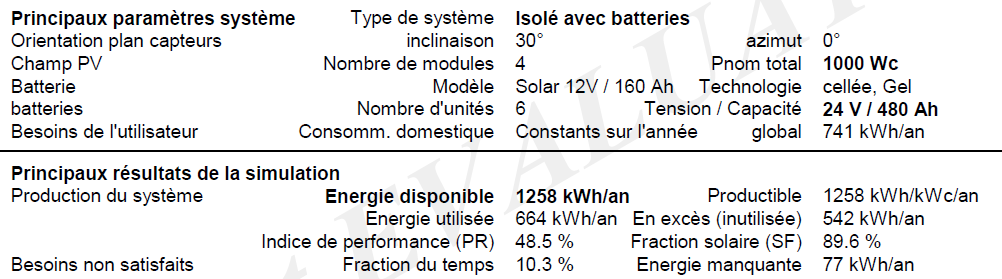 Principaux paramètres système Type de système Isolé avec batteries
Orientation plan capteurs inclinaison 30° azimut 0°
Champ PV Nombre de modules 4 Pnom total 1000 Wc
Batterie Modèle Solar 12V / 160 Ah Technologie cellée, Gel
batteries Nombre d'unités 6 Tension / Capacité 24 V / 480 Ah
Besoins de l'utilisateur Consomm. domestique Constants sur l'année global 741 kWh/an
Principaux résultats de la simulation
Production du système Energie disponible 1258 kWh/an Productible 1258 kWh/kWc/an
Energie utilisée 664 kWh/an En excès (inutilisée) 542 kWh/an
Indice de performance (PR) 48.5 % Fraction solaire (SF) 89.6 %
Besoins non satisfaits Fraction du temps 10.3 % Energie manquante 77 kWh/an
EVALUA